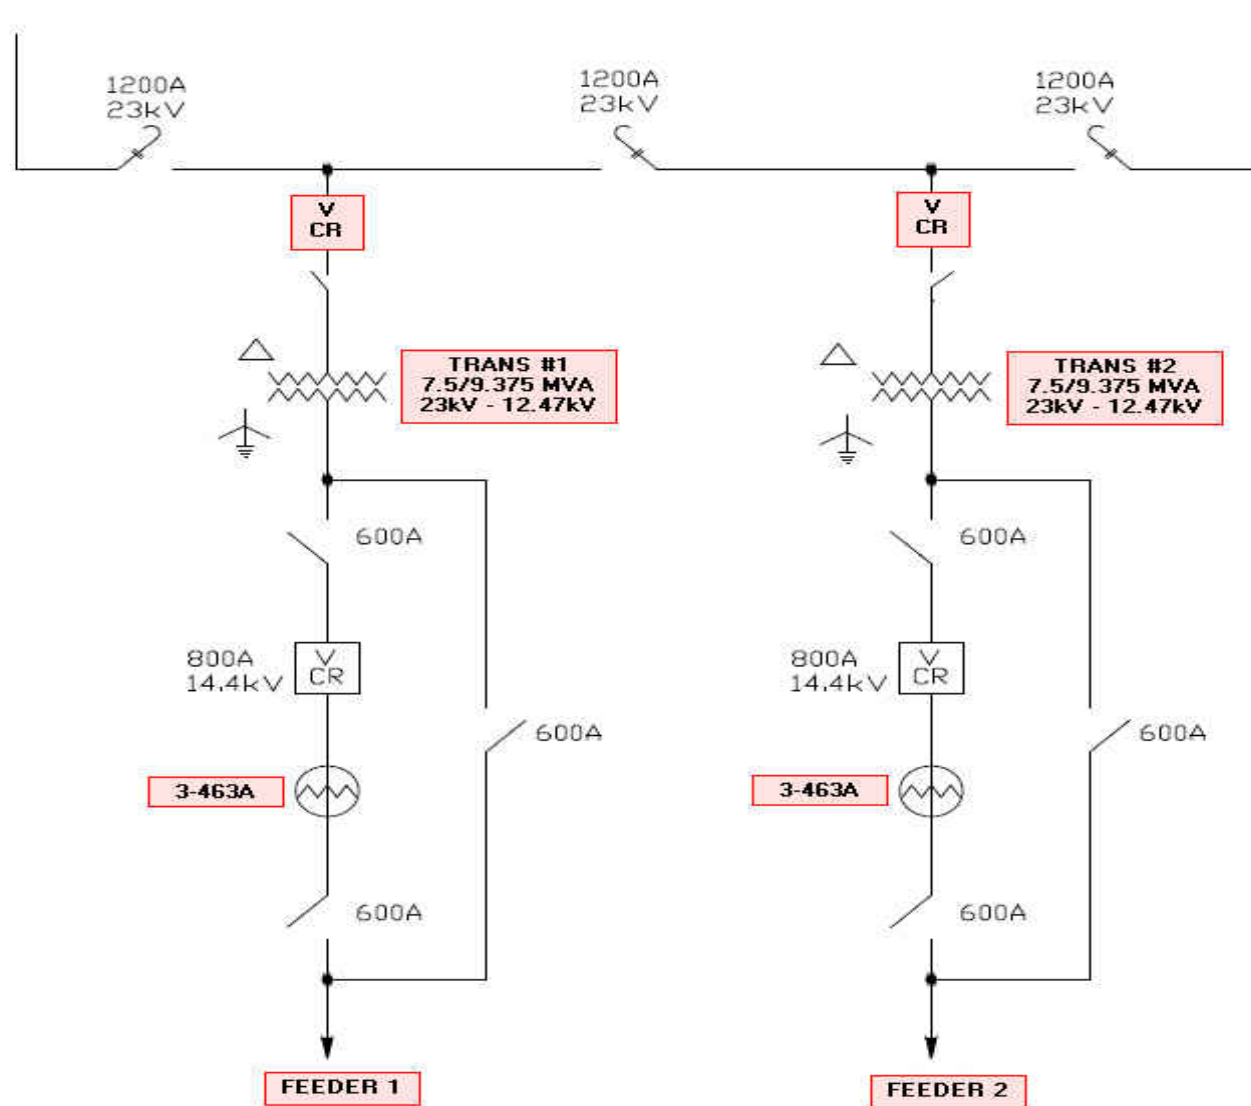 1200A
23kV
1200A
23kV
1200A
23kV
V
CR
V
CR
TRANS #1
7.5/9.375 MVA
23kV - 12.47kV
TRANS #2
7.5/9.375 MVA
23kV - 12.47kV
600A
600A
800A
14.4kV
V
CR
800A
14.4kV
V
CR
600A
600A
3-463A
3-463A
600A
600A
FEEDER 1
FEEDER 2